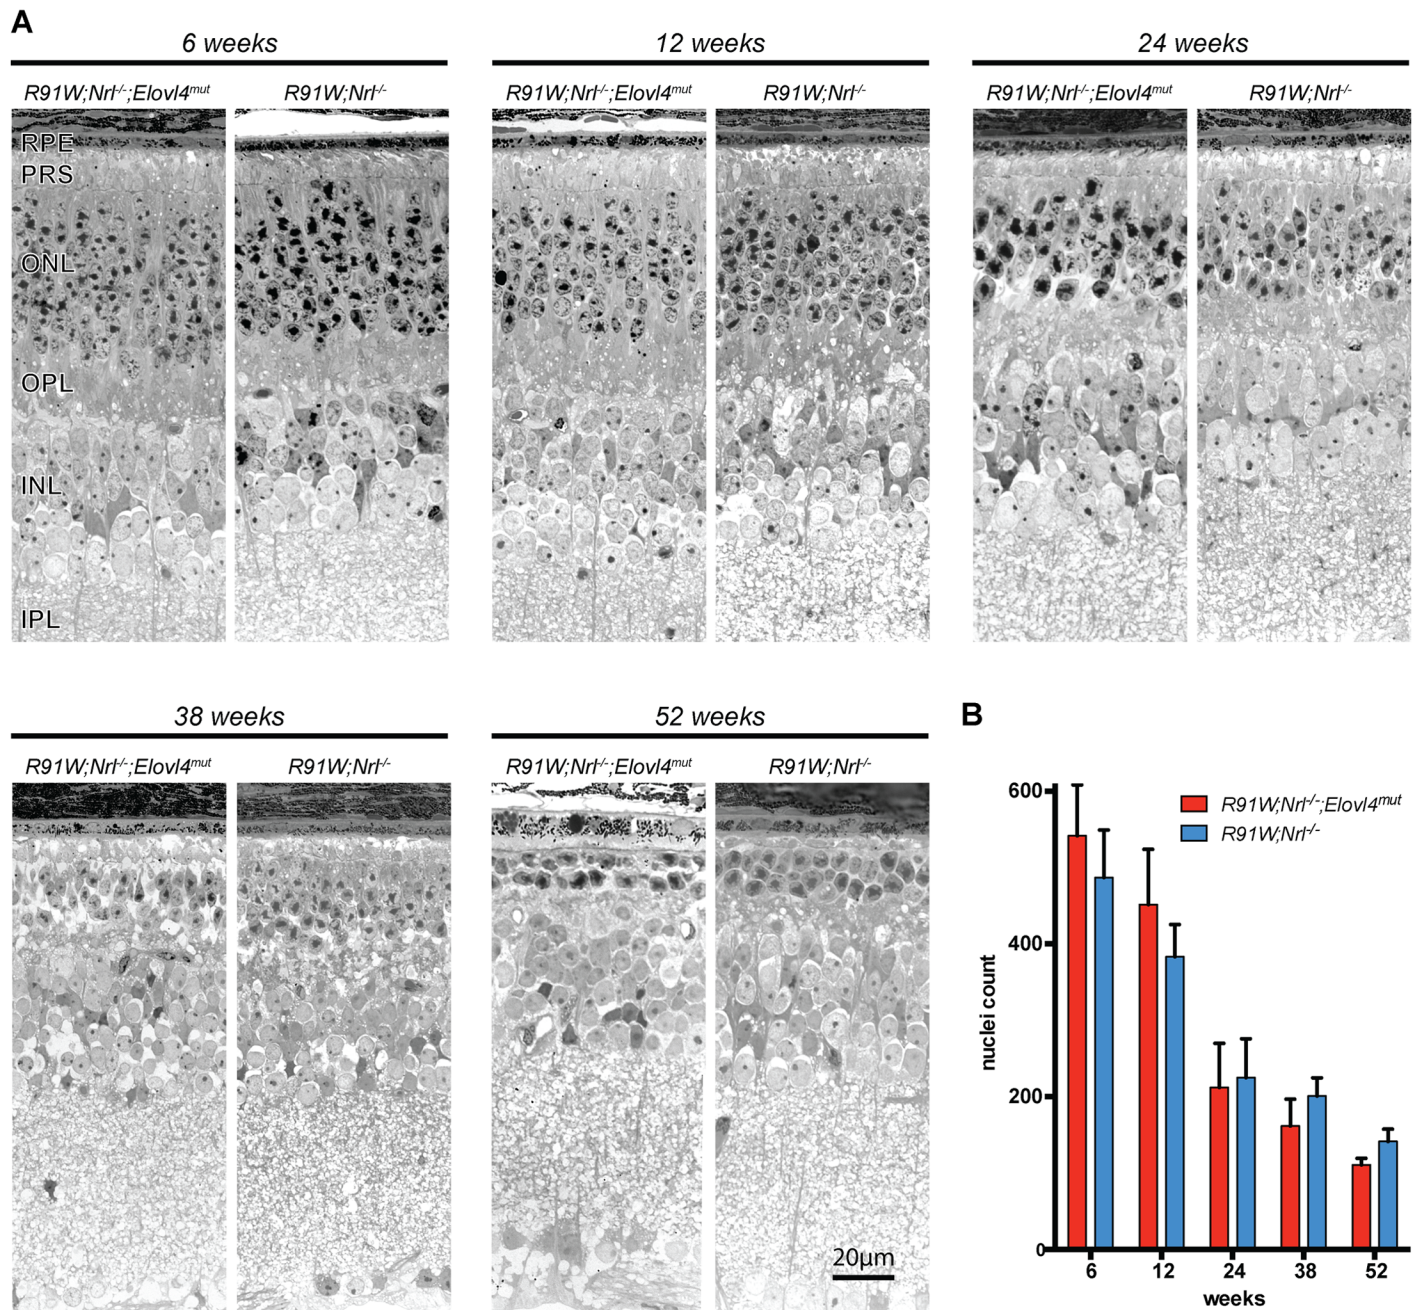 A
6 weeks
12 weeks
24 weeks
R91W;Nrl-/-;Elovl4mut
R91W;Nrl-/-
R91W;Nrl-/-;Elovl4mut
R91W;Nrl-/-
R91W;Nrl-/-;Elovl4mut
R91W;Nrl-/-
RPE
PRS
ONL
OPL
INL
IPL
38 weeks
52 weeks
R91W;Nrl-/-;Elovl4mut
R91W;Nrl-/-
R91W;Nrl-/-;Elovl4mut
R91W;Nrl-/-
20µm
B
R91W;Nrl-/-;Elovl4mut
R91W;Nrl-/-
nuclei count
600
400
200
0
6 12 24 38 52
weeks